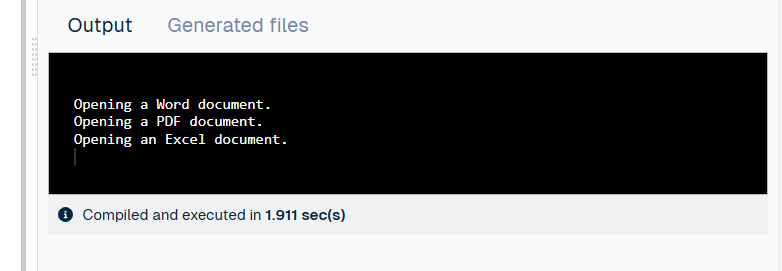 Output Generated files
Opening a Word document.
Opening a PDF document.
Opening an Excel document.
Compiled and executed in 1.911 sec(s)